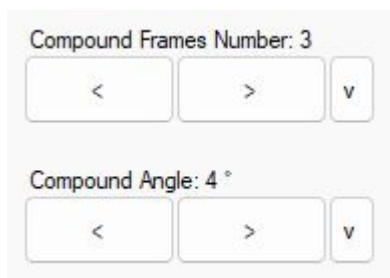 Compound Frames Number: 3
< > v
Compound Angle: 4 °
< > v